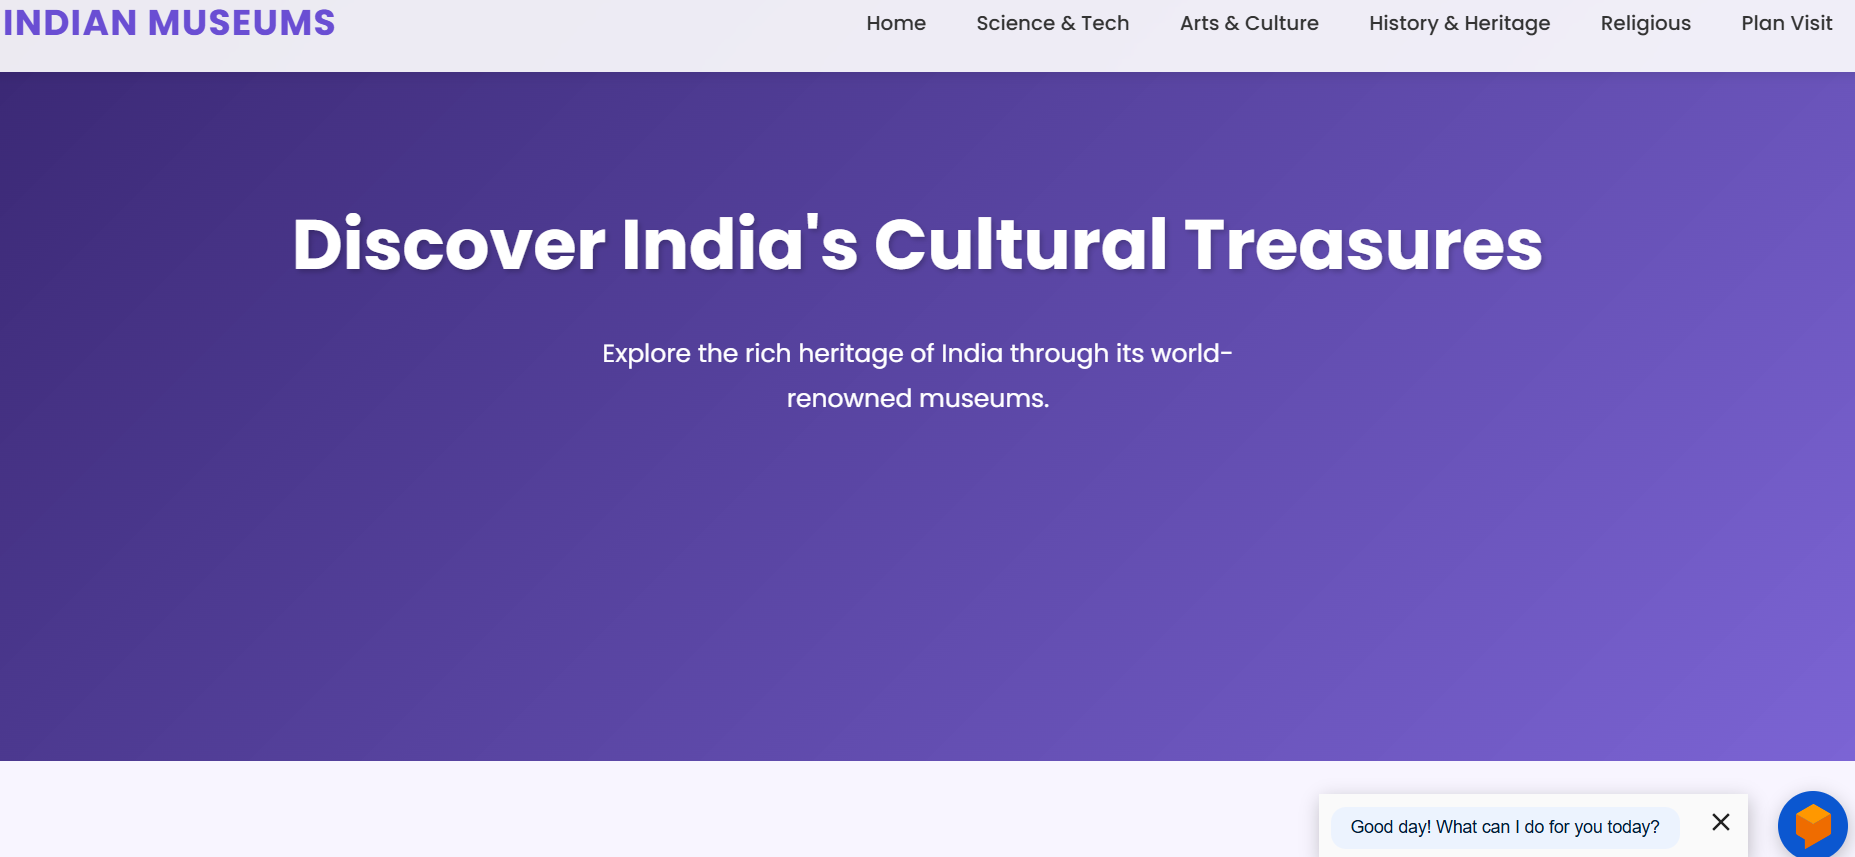 INDIAN MUSEUMS
Home Science & Tech Arts & Culture History & Heritage Religious Plan Visit
Discover India's Cultural Treasures
Explore the rich heritage of India through its world-
renowned museums.
Good day! What can I do for you today?